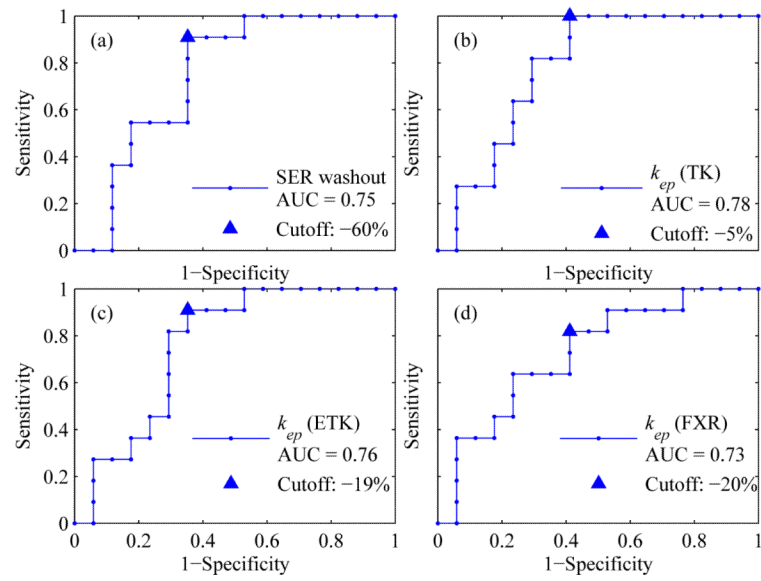 (a)
1
0.8
0.6
0.4
0.2
0
Sensitivity
SER washout
AUC = 0.75
Cutoff: −60%
1−Specificity
(b)
1
0.8
0.6
0.4
0.2
0
Sensitivity
kep (TK)
AUC = 0.78
Cutoff: −5%
1−Specificity
(c)
1
0.8
0.6
0.4
0.2
0
Sensitivity
kep (ETK)
AUC = 0.76
Cutoff: −19%
0 0.2 0.4 0.6 0.8 1
1−Specificity
(d)
1
0.8
0.6
0.4
0.2
0
Sensitivity
kep (FXR)
AUC = 0.73
Cutoff: −20%
0 0.2 0.4 0.6 0.8 1
1−Specificity